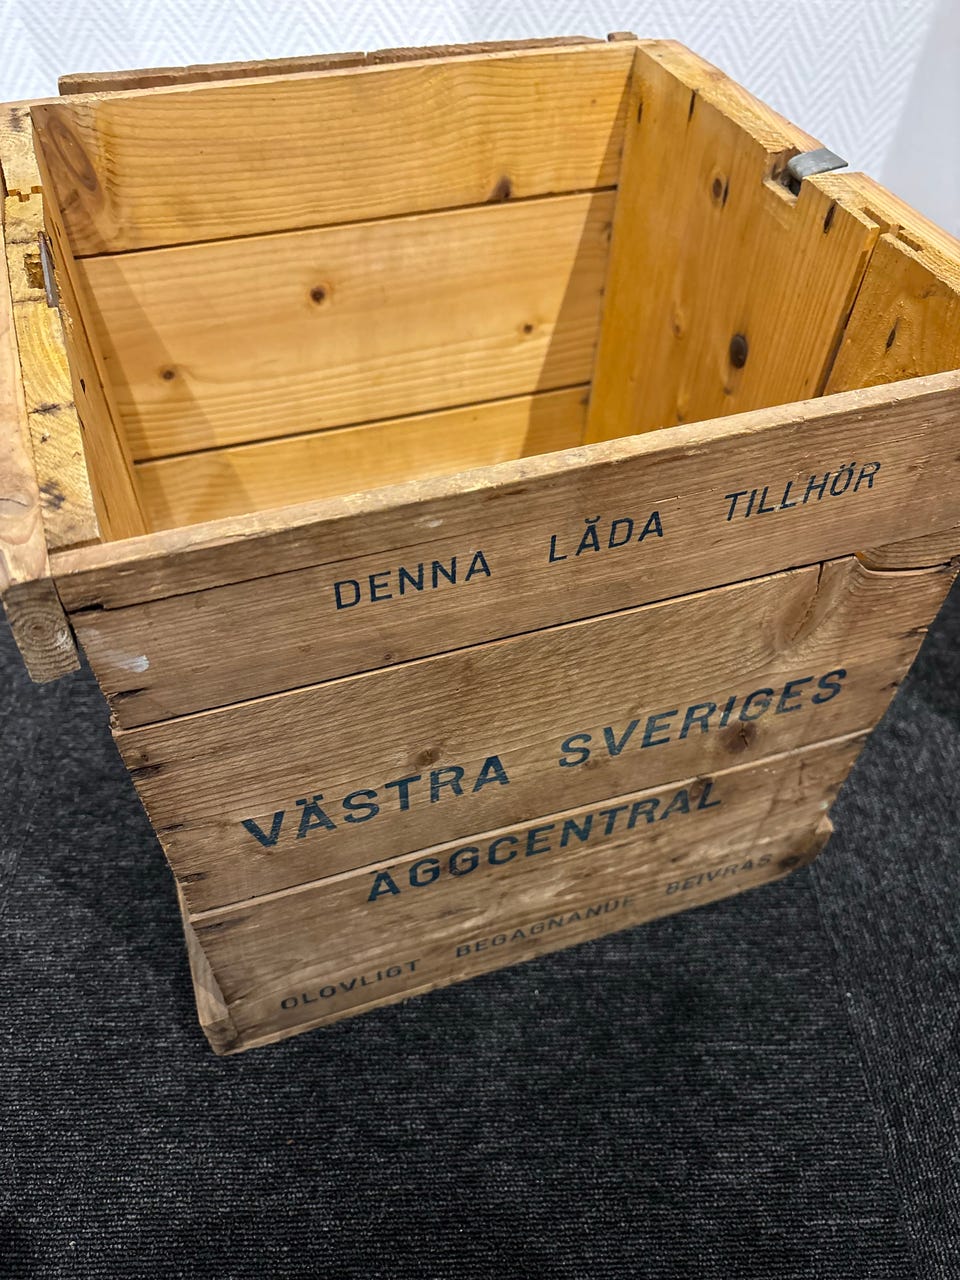 DENNA LÅDA TILLHÖR
VÄSTRA SVERIGES
ÄGGCENTRAL
OLOVLIGT BEGAGNANDE BEIVRAS